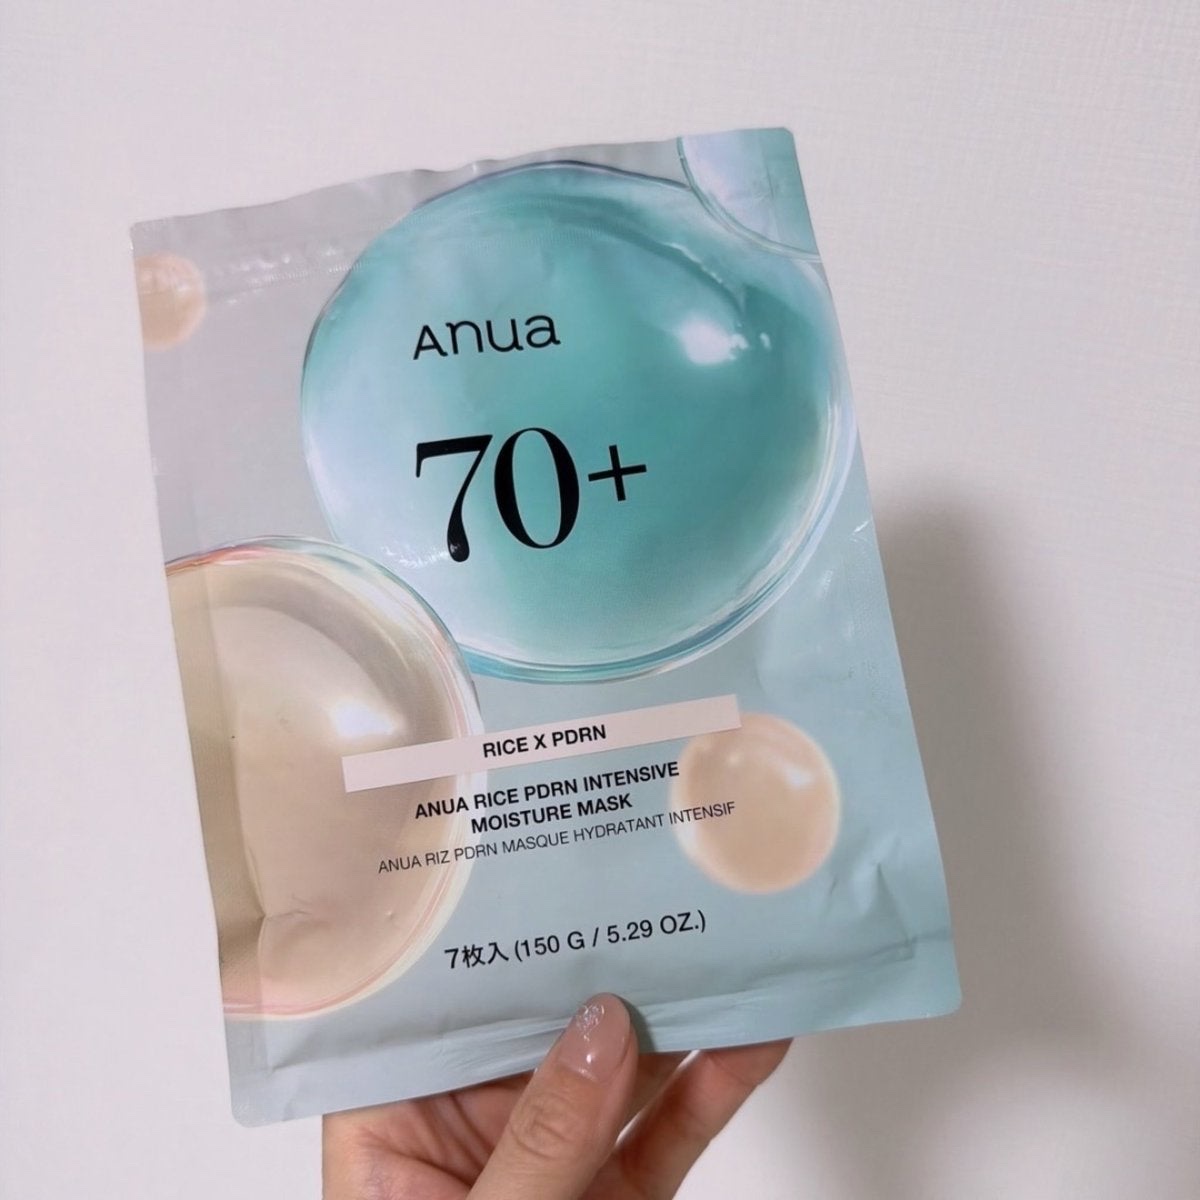 Anua
70+
RICE X PDRN
ANUA RICE PDRN INTENSIVE
MOISTURE MASK
ANUA RIZ PDRN MASQUE HYDRATANT INTENSIF
7枚入 (150 G / 5.29 OZ.)